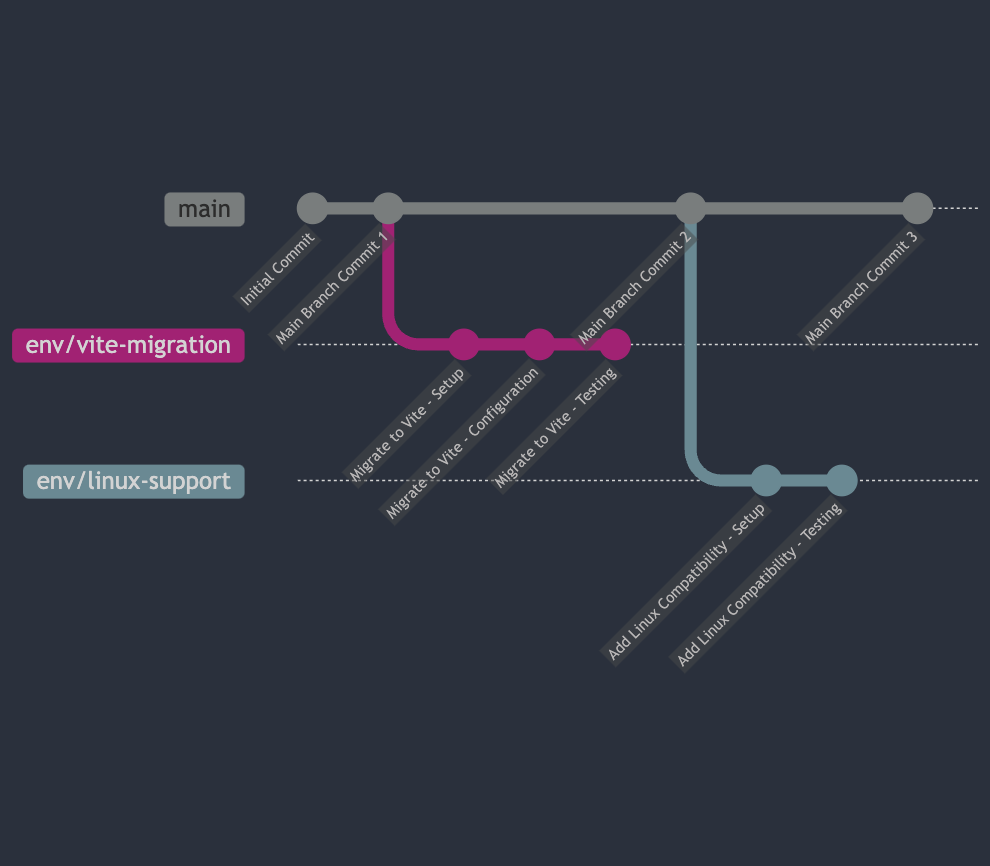 main
Initial Commit
Main Branch Commit 1
Main Branch Commit 2
Main Branch Commit 3
env/vite-migration
Migrate to Vite - Setup
Migrate to Vite - Configuration
Migrate to Vite - Testing
env/linux-support
Add Linux Compatibility - Setup
Add Linux Compatibility - Testing